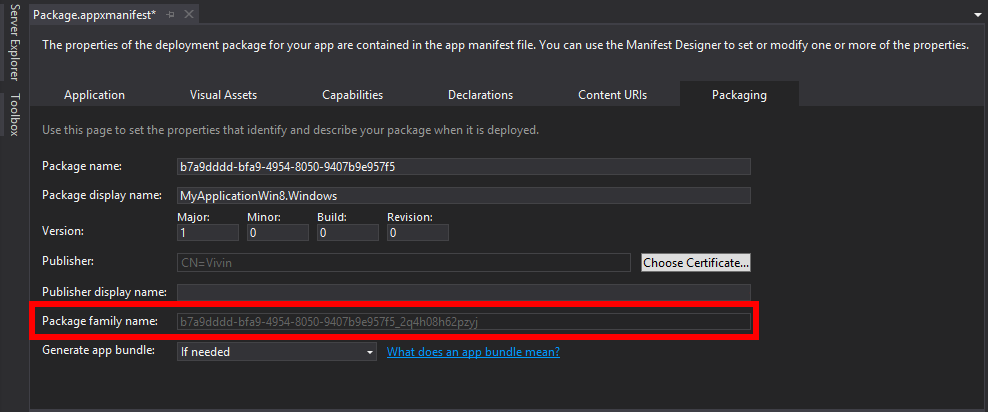 Server Explorer
Toolbox
Package.appxmanifest*
The properties of the deployment package for your app are contained in the app manifest file. You can use the Manifest Designer to set or modify one or more of the properties.
Application Visual Assets Capabilities Declarations Content URIs Packaging
Use this page to set the properties that identify and describe your package when it is deployed.
Package name: b7a9dddd-bfa9-4954-8050-9407b9e957f5
Package display name: MyApplicationWin8.Windows
Major: Minor: Build: Revision:
Version: 1 0 0 0
Publisher: CN=Vivin Choose Certificate...
Publisher display name:
Package family name: b7a9dddd-bfa9-4954-8050-9407b9e957f5_2q4h08h62pzyj
Generate app bundle: If needed What does an app bundle mean?